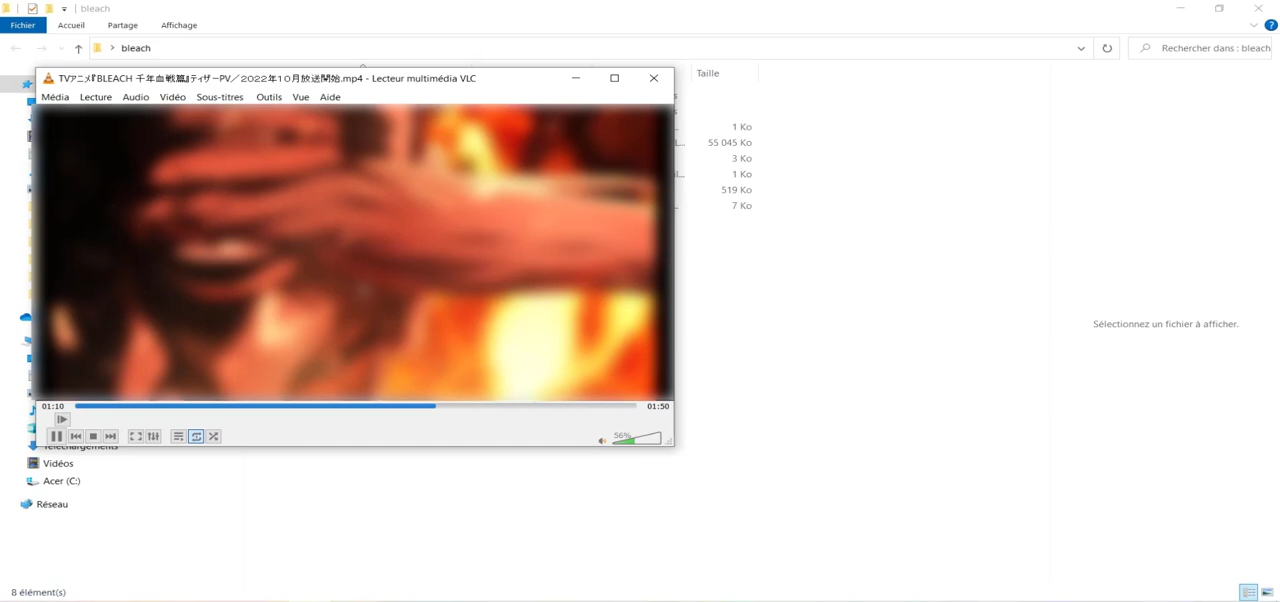 bleach
Fichier Accueil Partage Affichage
bleach
Rechercher dans : bleach
Taille
TVアニメ『BLEACH 千年血戦篇』ティザーPV／2022年10月放送開始.mp4 - Lecteur multimédia VLC
Média Lecture Audio Vidéo Sous-titres Outils Vue Aide
1 Ko
55 045 Ko
3 Ko
1 Ko
519 Ko
7 Ko
Sélectionnez un fichier à afficher.
01:10 01:50
56%
Téléchargements
Vidéos
Acer (C:)
Réseau
8 élément(s)